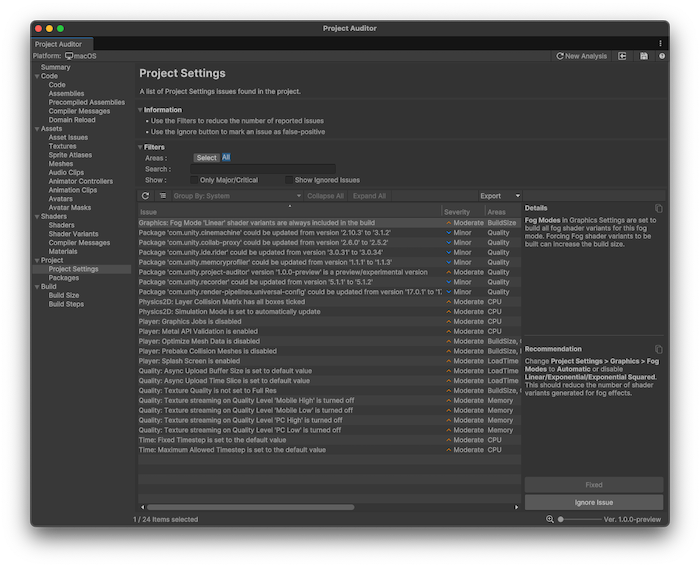 Project Auditor
Project Auditor
Platform: macOS
New Analysis
Summary
Code
Code
Assemblies
Precompiled Assemblies
Compiler Messages
Domain Reload
Assets
Asset Issues
Textures
Sprite Atlases
Meshes
Audio Clips
Animator Controllers
Animation Clips
Avatars
Avatar Masks
Shaders
Shaders
Shader Variants
Compiler Messages
Materials
Project
Project Settings
Packages
Build
Build Size
Build Steps
Project Settings
A list of Project Settings issues found in the project.
Information
• Use the Filters to reduce the number of reported issues
• Use the Ignore button to mark an issue as false-positive
Filters
Areas : Select All
Search :
Show : Only Major/Critical Show Ignored Issues
Group By: System Collapse All Expand All Export
Issue Severity Areas
Graphics: Fog Mode 'Linear' shader variants are always included in the build Moderate BuildSize
Package 'com.unity.cinemachine' could be updated from version '2.10.3' to '3.1.2' Minor Quality
Package 'com.unity.collab-proxy' could be updated from version '2.6.0' to '2.5.2' Minor Quality
Package 'com.unity.ide.rider' could be updated from version '3.0.31' to '3.0.34' Minor Quality
Package 'com.unity.memoryprofiler' could be updated from version '1.1.1' to '1.1.3' Minor Quality
Package 'com.unity.project-auditor' version '1.0.0-preview' is a preview/experimental version Moderate Quality
Package 'com.unity.recorder' could be updated from version '5.1.1' to '5.1.2' Minor Quality
Package 'com.unity.render-pipelines.universal-config' could be updated from version '17.0.1' to '17 Minor Quality
Physics2D: Layer Collision Matrix has all boxes ticked Moderate CPU
Physics2D: Simulation Mode is set to automatically update Moderate CPU
Player: Graphics Jobs is disabled Moderate CPU
Player: Metal API Validation is enabled Moderate CPU
Player: Optimize Mesh Data is disabled Moderate BuildSize,
Player: Prebake Collision Meshes is disabled Moderate BuildSize,
Player: Splash Screen is enabled Moderate LoadTime
Quality: Async Upload Buffer Size is set to default value Moderate LoadTime
Quality: Async Upload Time Slice is set to default value Moderate LoadTime
Quality: Texture Quality is not set to Full Res Moderate BuildSize,
Quality: Texture streaming on Quality Level 'Mobile High' is turned off Moderate Memory
Quality: Texture streaming on Quality Level 'Mobile Low' is turned off Moderate Memory
Quality: Texture streaming on Quality Level 'PC High' is turned off Moderate Memory
Quality: Texture streaming on Quality Level 'PC Low' is turned off Moderate Memory
Time: Fixed Timestep is set to the default value Moderate CPU
Time: Maximum Allowed Timestep is set to the default value Moderate CPU
Details
Fog Modes in Graphics Settings are set to
build all fog shader variants for this fog
mode. Forcing Fog shader variants to be
built can increase the build size.
Recommendation
Change Project Settings > Graphics > Fog
Modes to Automatic or disable
Linear/Exponential/Exponential Squared.
This should reduce the number of shader
variants generated for fog effects.
Fixed
Ignore Issue
1 / 24 Items selected
Ver. 1.0.0-preview